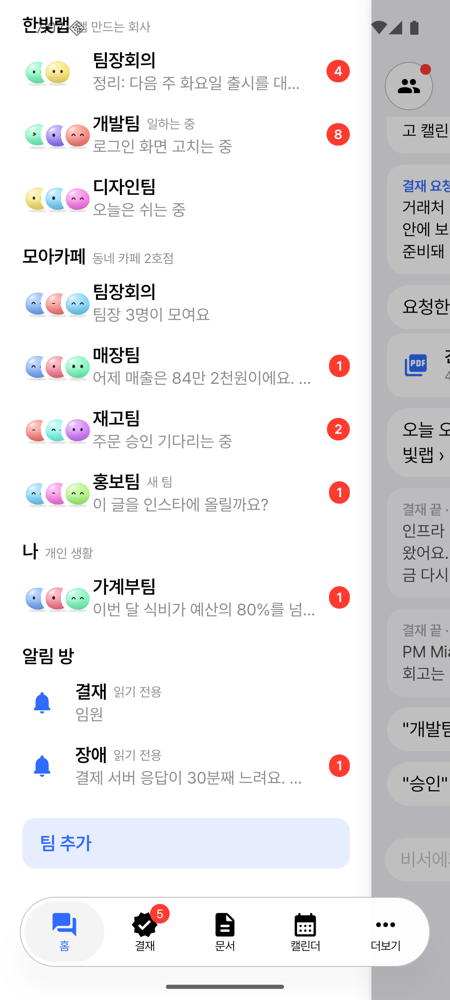 한빛랩 앱 만드는 회사
팀장회의
4
정리: 다음 주 화요일 출시를 대...
개발팀 일하는 중
8
로그인 화면 고치는 중
디자인팀
오늘은 쉬는 중
모아카페 동네 카페 2호점
팀장회의
팀장 3명이 모여요
매장팀
1
어제 매출은 84만 2천원이에요. ...
재고팀
2
주문 승인 기다리는 중
홍보팀 새 팀
1
이 글을 인스타에 올릴까요?
나 개인 생활
가계부팀
1
이번 달 식비가 예산의 80%를 넘...
알림 방
결재 읽기 전용
임원
장애 읽기 전용
1
결제 서버 응답이 30분째 느려요. ...
팀 추가
고 캘린
결재 요청
거래처
안에 보
준비돼
요청한
PDF
오늘 오
빛랩 ›
결재 끝 ·
인프라
왔어요.
금 다시
결재 끝 ·
PM Mia
회고는
"개발팀
"승인"
비서에
홈
5
결재
문서
캘린더
더보기